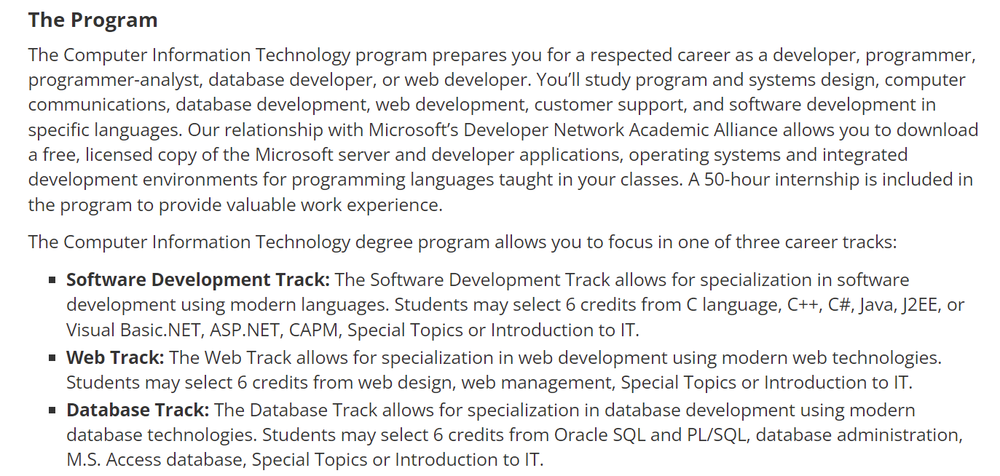 The Program
The Computer Information Technology program prepares you for a respected career as a developer, programmer,
programmer-analyst, database developer, or web developer. You’ll study program and systems design, computer
communications, database development, web development, customer support, and software development in
specific languages. Our relationship with Microsoft’s Developer Network Academic Alliance allows you to download
a free, licensed copy of the Microsoft server and developer applications, operating systems and integrated
development environments for programming languages taught in your classes. A 50-hour internship is included in
the program to provide valuable work experience.
The Computer Information Technology degree program allows you to focus in one of three career tracks:
▪ Software Development Track: The Software Development Track allows for specialization in software
development using modern languages. Students may select 6 credits from C language, C++, C#, Java, J2EE, or
Visual Basic.NET, ASP.NET, CAPM, Special Topics or Introduction to IT.
▪ Web Track: The Web Track allows for specialization in web development using modern web technologies.
Students may select 6 credits from web design, web management, Special Topics or Introduction to IT.
▪ Database Track: The Database Track allows for specialization in database development using modern
database technologies. Students may select 6 credits from Oracle SQL and PL/SQL, database administration,
M.S. Access database, Special Topics or Introduction to IT.